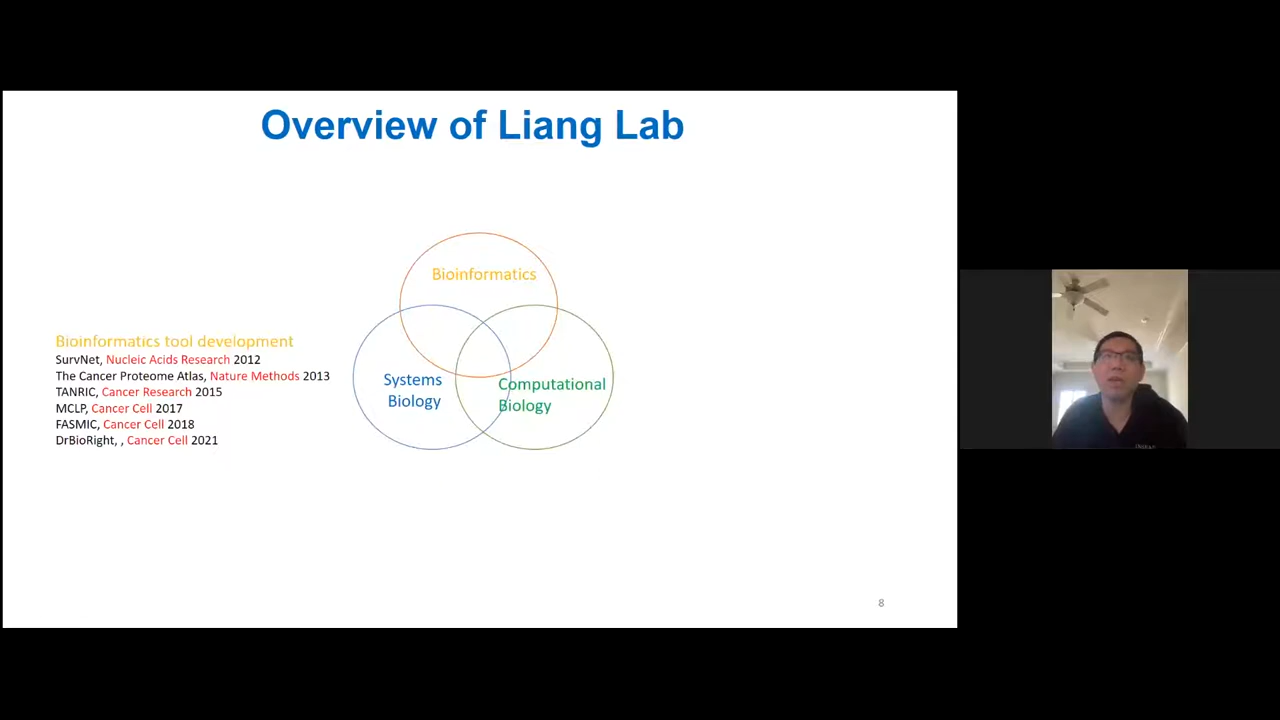 Overview of Liang Lab
Bioinformatics
Bioinformatics tool development
SurvNet, Nucleic Acids Research 2012
The Cancer Proteome Atlas, Nature Methods 2013
TANRIC, Cancer Research 2015
MCLP, Cancer Cell 2017
FASMIC, Cancer Cell 2018
DrBioRight, , Cancer Cell 2021
Systems
Biology
Computational
Biology
8